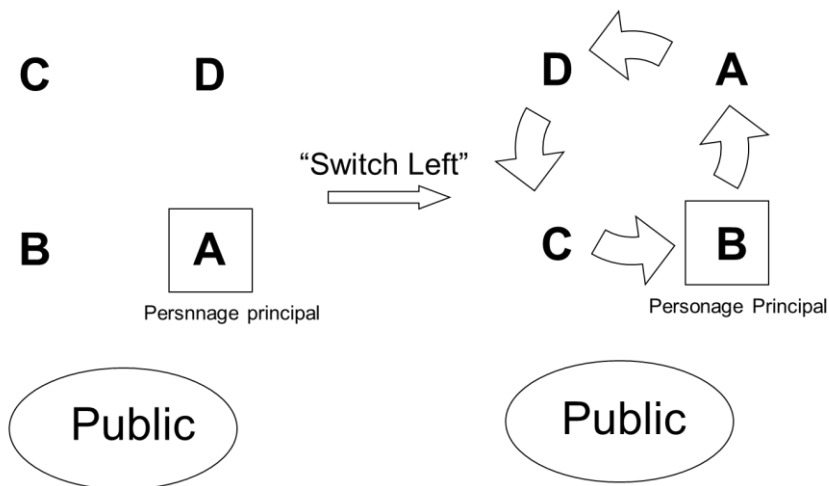 C D
B A
Persnnage principal
Public
“Switch Left”
D A
C B
Personage Principal
Public